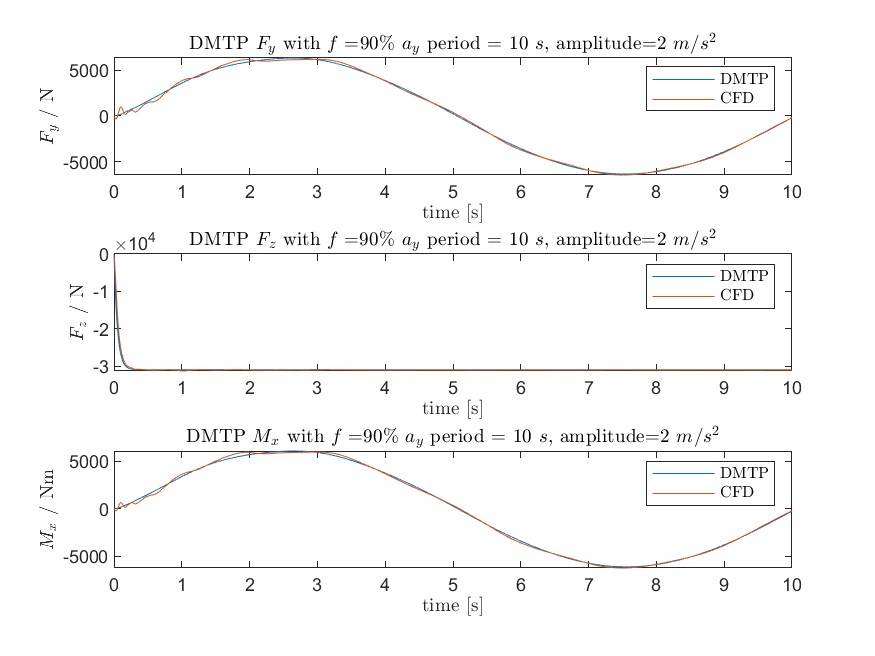 DMTP F_y with f =90% a_y period = 10 s, amplitude=2 m/s^2
5000
0
-5000
F_y / N
DMTP
CFD
0 1 2 3 4 5 6 7 8 9 10
time [s]
×10^4
DMTP F_z with f =90% a_y period = 10 s, amplitude=2 m/s^2
0
-1
-2
-3
F_z / N
DMTP
CFD
0 1 2 3 4 5 6 7 8 9 10
time [s]
DMTP M_x with f =90% a_y period = 10 s, amplitude=2 m/s^2
5000
0
-5000
M_x / Nm
DMTP
CFD
0 1 2 3 4 5 6 7 8 9 10
time [s]